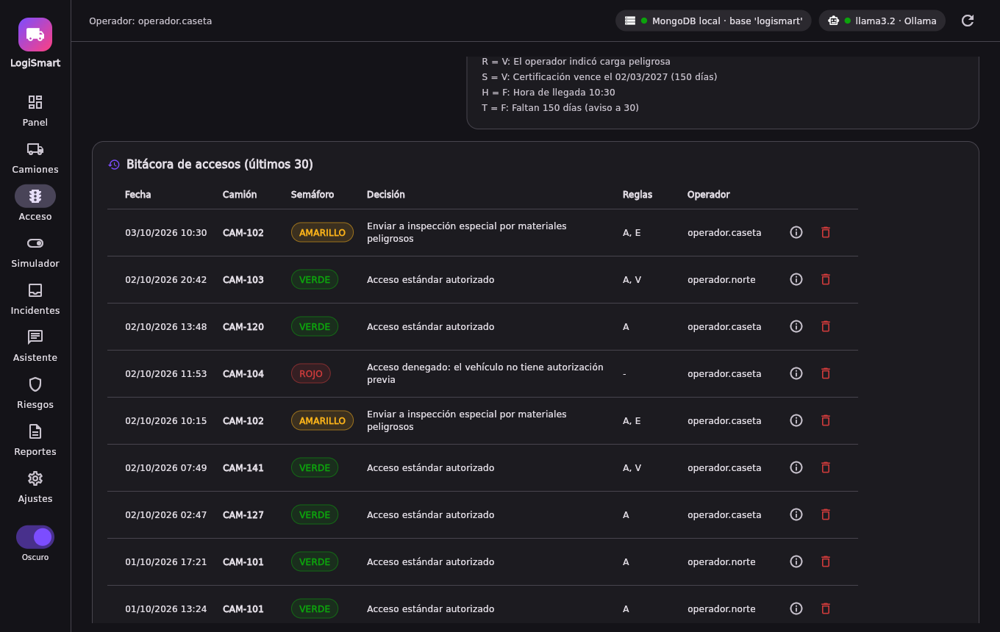 Operador: operador.caseta
MongoDB local · base 'logismart'
llama3.2 · Ollama
LogiSmart
Panel
Camiones
Acceso
Simulador
Incidentes
Asistente
Riesgos
Reportes
Ajustes
Oscuro
R = V: El operador indicó carga peligrosa
S = V: Certificación vence el 02/03/2027 (150 días)
H = F: Hora de llegada 10:30
T = F: Faltan 150 días (aviso a 30)
Bitácora de accesos (últimos 30)
Fecha Camión Semáforo Decisión Reglas Operador
03/10/2026 10:30 CAM-102 AMARILLO Enviar a inspección especial por materiales
peligrosos A, E operador.caseta
02/10/2026 20:42 CAM-103 VERDE Acceso estándar autorizado A, V operador.norte
02/10/2026 13:48 CAM-120 VERDE Acceso estándar autorizado A operador.caseta
02/10/2026 11:53 CAM-104 ROJO Acceso denegado: el vehículo no tiene autorización
previa - operador.caseta
02/10/2026 10:15 CAM-102 AMARILLO Enviar a inspección especial por materiales
peligrosos A, E operador.caseta
02/10/2026 07:49 CAM-141 VERDE Acceso estándar autorizado A, V operador.caseta
02/10/2026 02:47 CAM-127 VERDE Acceso estándar autorizado A operador.caseta
01/10/2026 17:21 CAM-101 VERDE Acceso estándar autorizado A operador.norte
01/10/2026 13:24 CAM-101 VERDE Acceso estándar autorizado A operador.norte